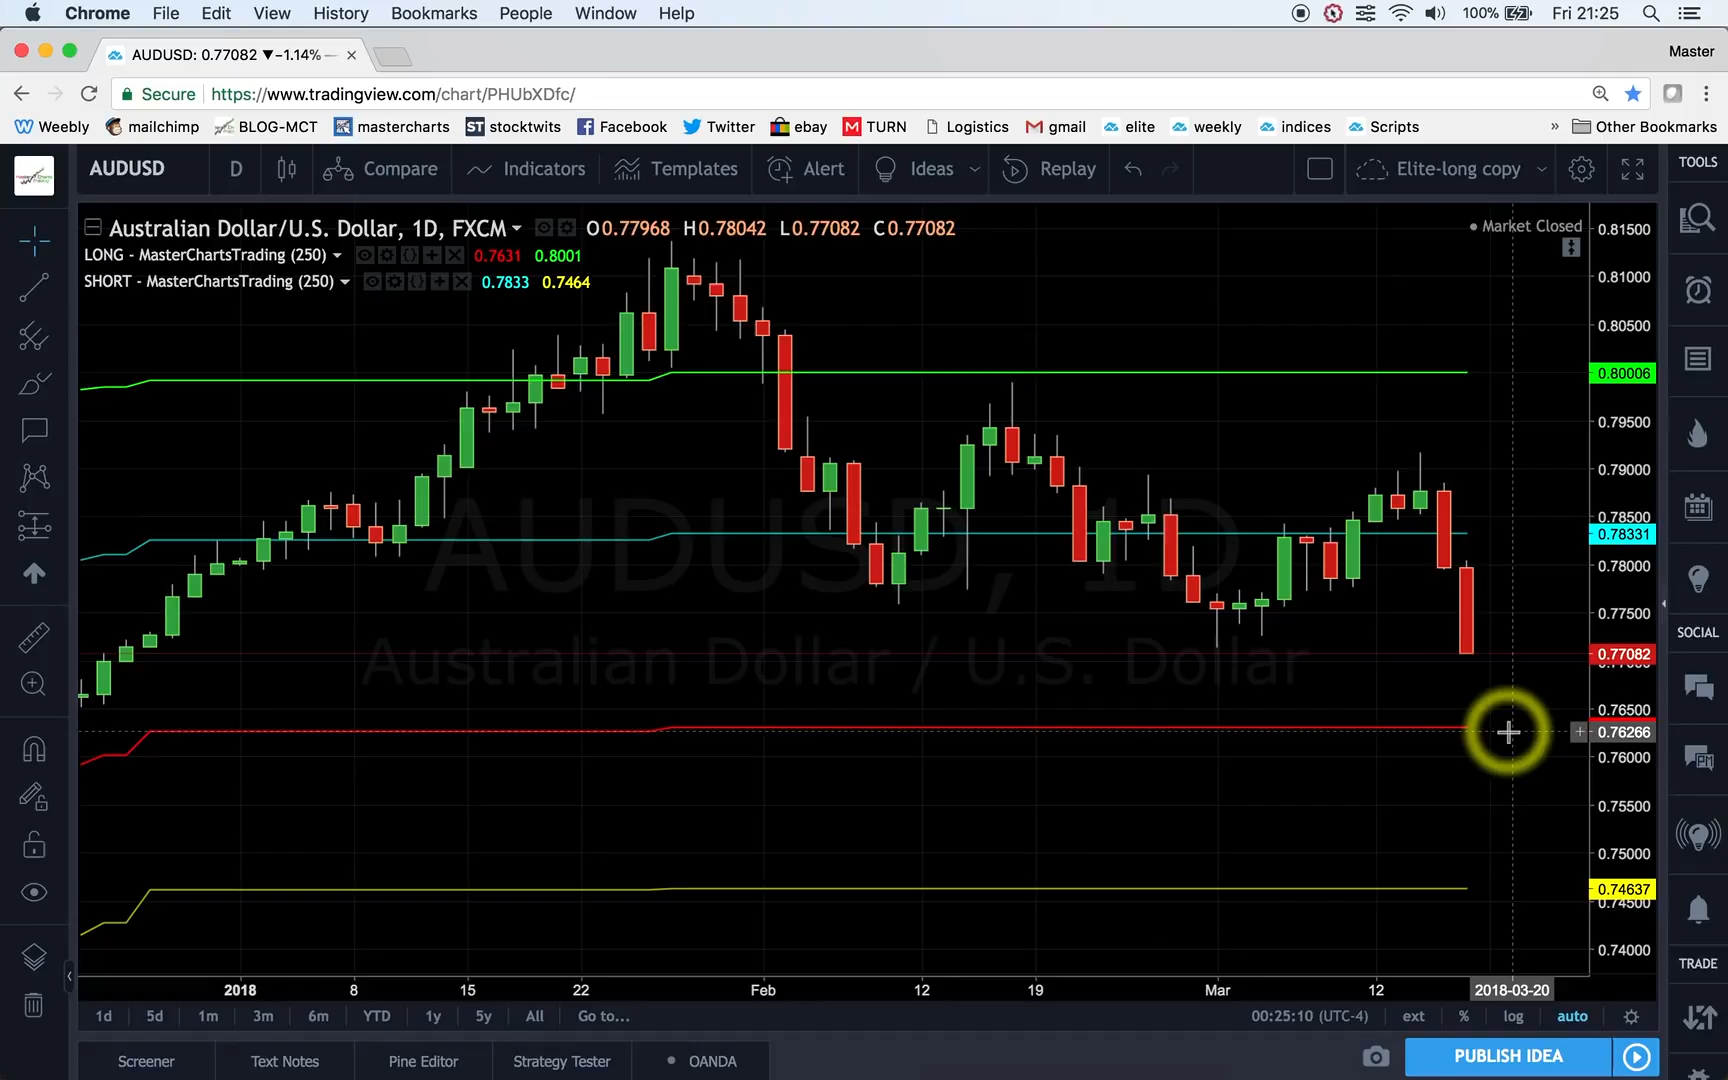 Chrome File Edit View History Bookmarks People Window Help 100% Fri 21:25
AUDUSD: 0.77082 ▼−1.14% — Master
Secure https://www.tradingview.com/chart/PHUbXDfc/
Weebly mailchimp BLOG-MCT mastercharts ST stocktwits Facebook Twitter ebay M TURN Logistics gmail elite weekly indices Scripts » Other Bookmarks
AUDUSD D Compare Indicators Templates Alert Ideas Replay Elite-long copy TOOLS
Australian Dollar/U.S. Dollar, 1D, FXCM O0.77968 H0.78042 L0.77082 C0.77082 Market Closed
LONG - MasterChartsTrading (250) 0.7631 0.8001
SHORT - MasterChartsTrading (250) 0.7833 0.7464
0.81500
0.81000
0.80500
0.80006
0.79500
0.79000
0.78500
0.78331
0.78000
0.77500
0.77082
0.76500
0.76266
0.76000
0.75500
0.75000
0.74637
0.74500
0.74000
AUDUSD, 1D
Australian Dollar / U.S. Dollar
SOCIAL
TRADE
2018 8 15 22 Feb 12 19 Mar 12 2018-03-20
1d 5d 1m 3m 6m YTD 1y 5y All Go to... 00:25:10 (UTC-4) ext % log auto
Screener Text Notes Pine Editor Strategy Tester OANDA PUBLISH IDEA